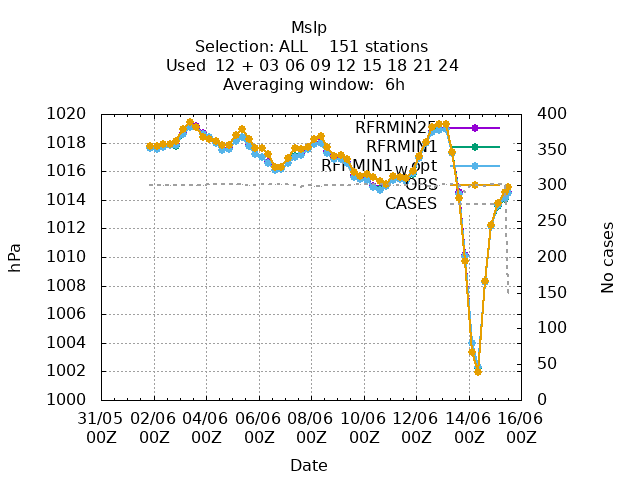 Mslp
Selection: ALL    151 stations
Used  12 + 03 06 09 12 15 18 21 24
Averaging window:  6h
1020
1018
1016
1014
1012
1010
1008
1006
1004
1002
1000
400
350
300
250
200
150
100
50
0
RFRMIN25
RFRMIN1
RFRMIN1wopt
OBS
CASES
hPa
No cases
31/05 02/06 04/06 06/06 08/06 10/06 12/06 14/06 16/06
00Z 00Z 00Z 00Z 00Z 00Z 00Z 00Z 00Z
Date